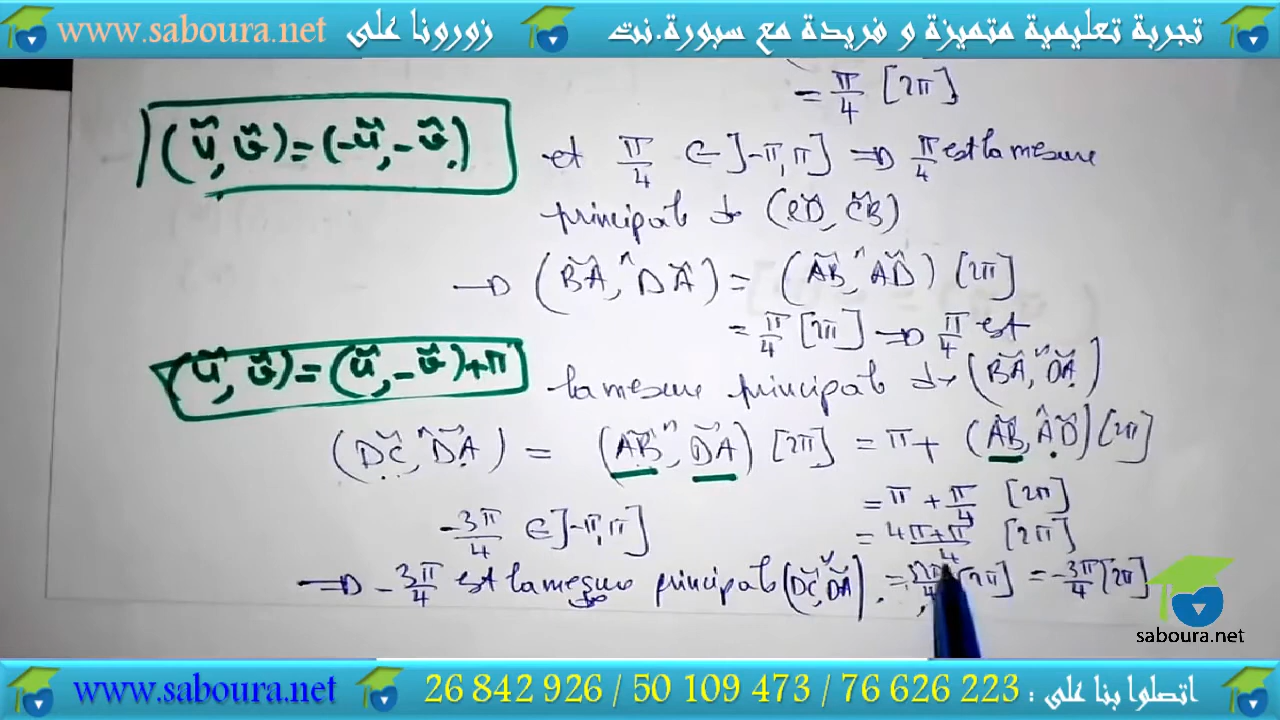 www.saboura.net زورونا على تجربة تعليمية متميزة و فريدة مع سبورة.نت
= π/4 [2π]
(u, v) = (-u, -v)
et π/4 ∈ ]-π, π] ⇒ π/4 est la mesure
principal de (CD, CB)
→ (BA, DA) = (AB, AD) [2π]
= π/4 [2π] → π/4 est
(u, v) = (u, -v) + π
la mesure principal de (BA, DA)
(DC, DA) = (AB, DA) [2π] = π + (AB, AD) [2π]
= π + π/4 [2π]
-3π/4 ∈ ]-π, π]
= 4π+π/4 [2π]
⇒ -3π/4 est la mesure principal (DC, DA) = 5π/4 [2π] = -3π/4 [2π]
saboura.net
www.saboura.net 26 842 926 / 50 109 473 / 76 626 223 : اتصلوا بنا على